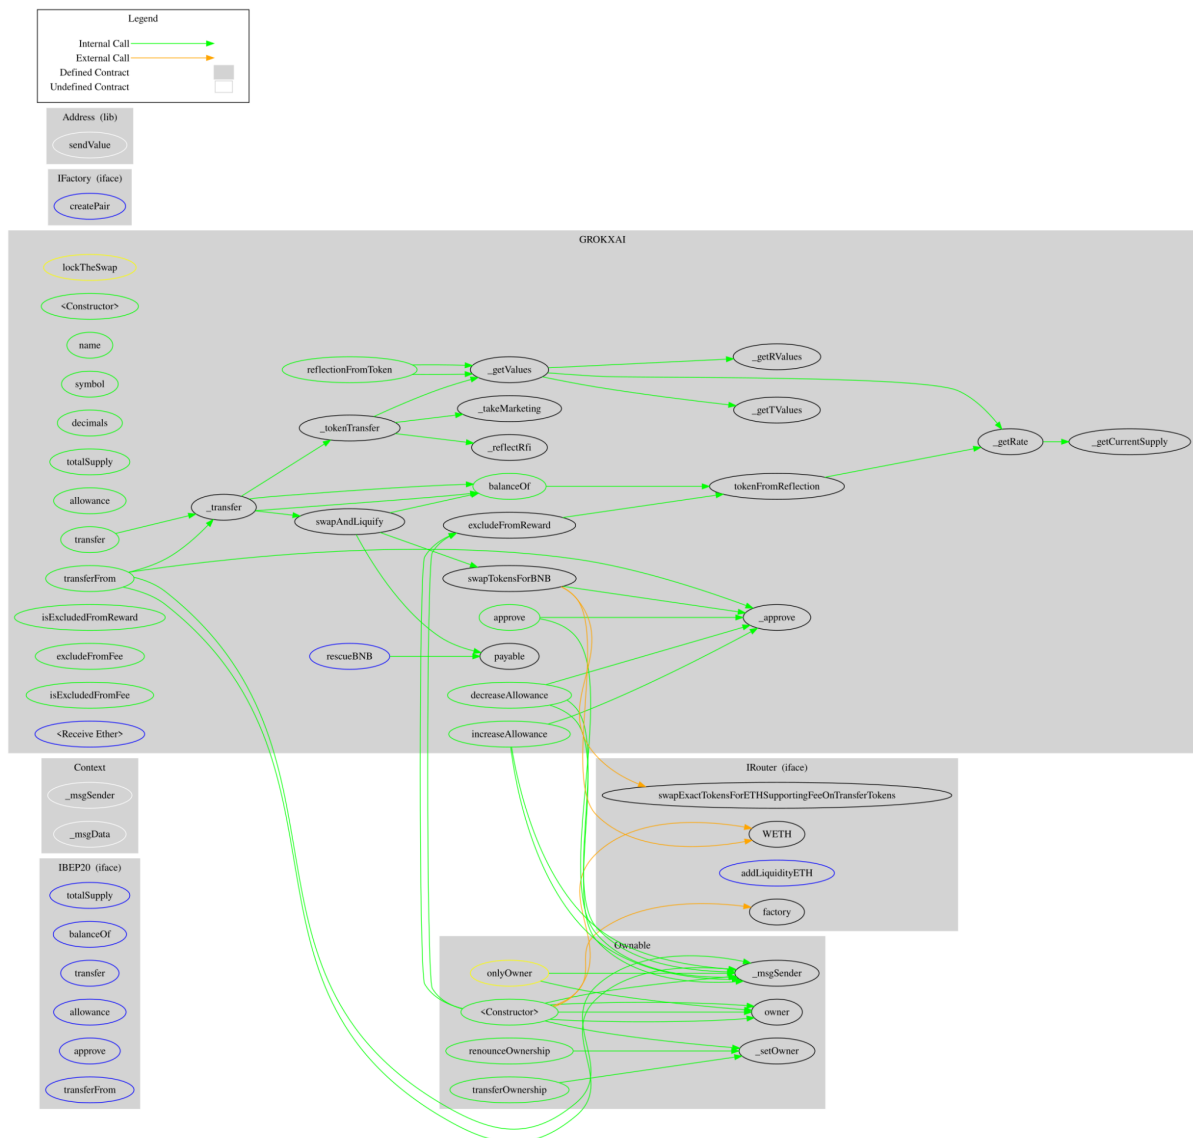 Legend
Internal Call
External Call
Defined Contract
Undefined Contract
Address (lib)
sendValue
IFactory (iface)
createPair
GROKXAI
lockTheSwap
<Constructor>
name
symbol
decimals
totalSupply
allowance
transfer
transferFrom
isExcludedFromReward
excludeFromFee
isExcludedFromFee
<Receive Ether>
_transfer
reflectionFromToken
_tokenTransfer
swapAndLiquify
rescueBNB
_getValues
_takeMarketing
_reflectRfi
balanceOf
excludeFromReward
swapTokensForBNB
approve
payable
decreaseAllowance
increaseAllowance
_getRValues
_getTValues
tokenFromReflection
_approve
_getRate
_getCurrentSupply
Context
_msgSender
_msgData
IRouter (iface)
swapExactTokensForETHSupportingFeeOnTransferTokens
WETH
addLiquidityETH
factory
IBEP20 (iface)
totalSupply
balanceOf
transfer
allowance
approve
transferFrom
Ownable
onlyOwner
<Constructor>
renounceOwnership
transferOwnership
_msgSender
owner
_setOwner